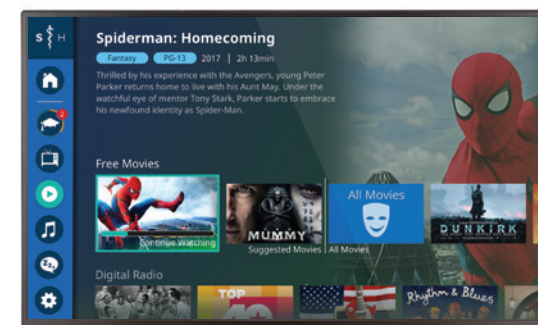 S H
Spiderman: Homecoming
Fantasy PG-13 2017 | 2h 13min
Thrilled by his experience with the Avengers, young Peter
Parker returns home to live with his Aunt May. Under the
watchful eye of mentor Tony Stark, Parker starts to embrace
his newfound identity as Spider-Man.
2
Free Movies
Continue Watching
THE
MUMMY
Suggested Movies
All Movies
All Movies
DUNKIRK
Digital Radio
TOP
40
Rhythm & Blues
zzz